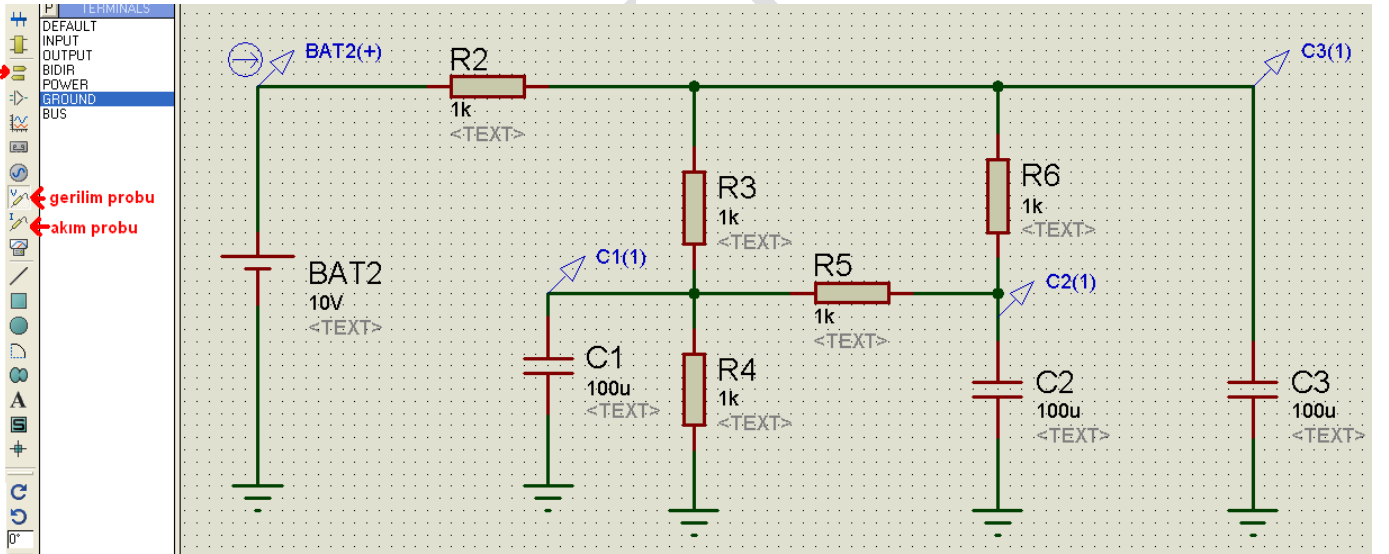 P TERMINALS
DEFAULT
INPUT
OUTPUT
BIDIR
POWER
GROUND
BUS
gerilim probu
akım probu
A
S
0°
BAT2(+)
R2
1k
<TEXT>
C3(1)
R3
1k
<TEXT>
R6
1k
<TEXT>
C1(1)
R5
1k
<TEXT>
C2(1)
BAT2
10V
<TEXT>
C1
100u
<TEXT>
R4
1k
<TEXT>
C2
100u
<TEXT>
C3
100u
<TEXT>